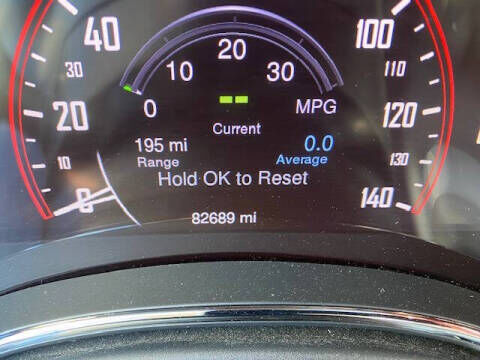 40 20 100
30 10 30 110
0 -- MPG
20 Current 120
195 mi 0.0
10 Range Average 130
Hold OK to Reset
0 140
82689 mi